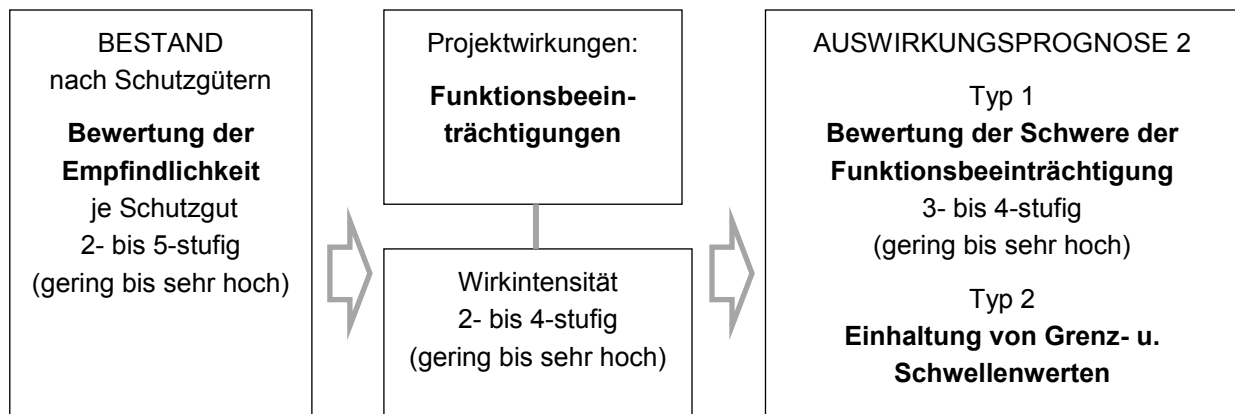 BESTAND
nach Schutzgütern
Bewertung der
Empfindlichkeit
je Schutzgut
2- bis 5-stufig
(gering bis sehr hoch)
Projektwirkungen:
Funktionsbeein-
trächtigungen
Wirkintensität
2- bis 4-stufig
(gering bis sehr hoch)
AUSWIRKUNGSPROGNOSE 2
Typ 1
Bewertung der Schwere der
Funktionsbeeinträchtigung
3- bis 4-stufig
(gering bis sehr hoch)
Typ 2
Einhaltung von Grenz- u.
Schwellenwerten